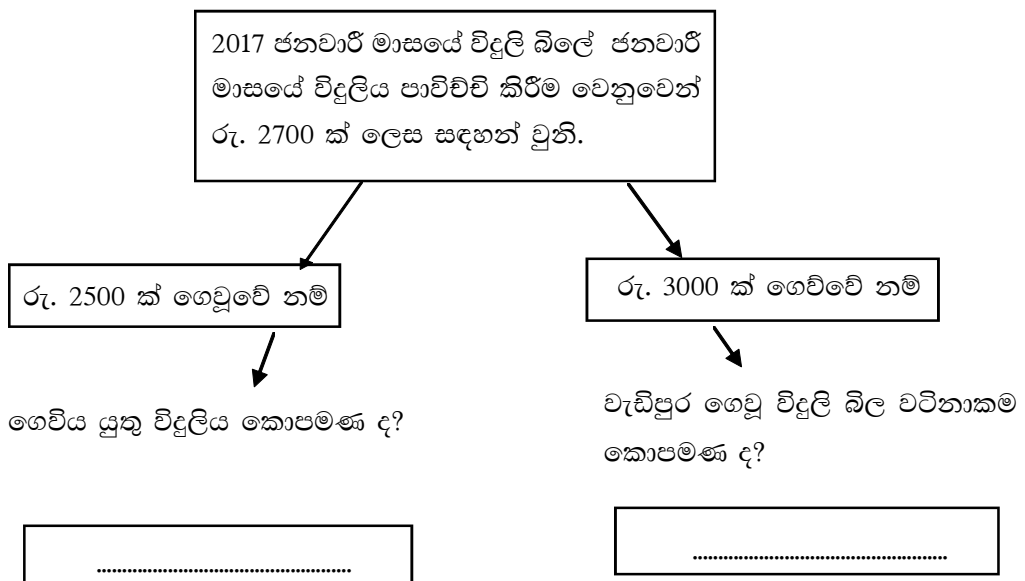 2017 ජනවාරී මාසයේ විදුලි බිලේ ජනවාරී
මාසයේ විදුලිය පාවිච්චි කිරීම වෙනුවෙන්
රු. 2700 ක් ලෙස සඳහන් වුනි.
රු. 2500 ක් ගෙවූවේ නම්
රු. 3000 ක් ගෙව්වේ නම්
ගෙවිය යුතු විදුලිය කොපමණ ද?
වැඩිපුර ගෙවූ විදුලි බිල වටිනාකම
කොපමණ ද?
..................................................
..................................................